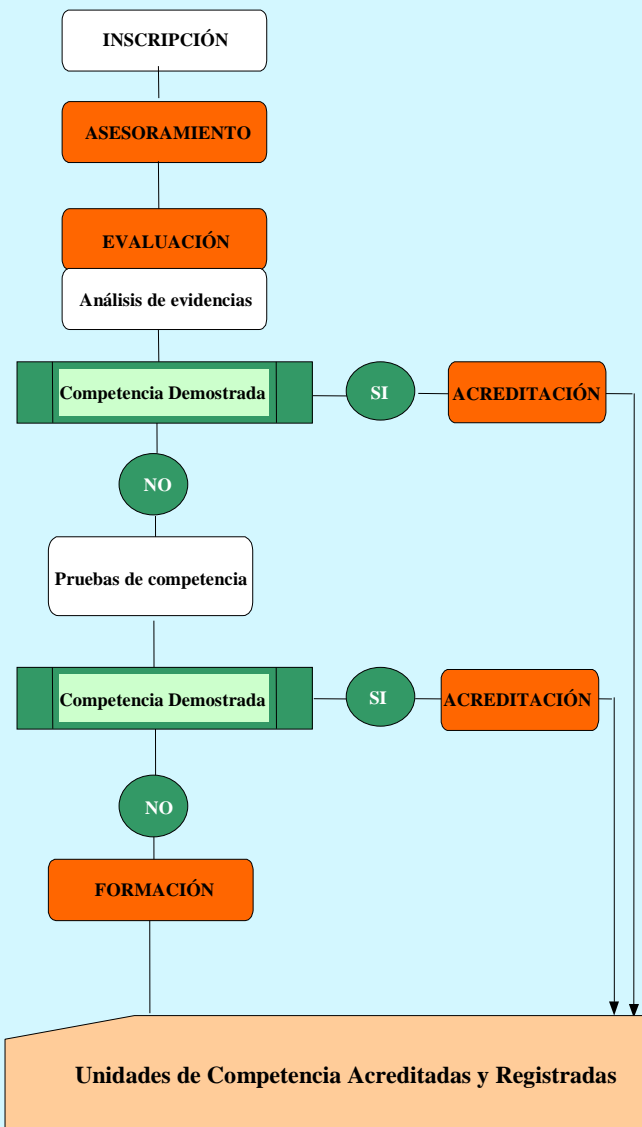 INSCRIPCIÓN
ASESORAMIENTO
EVALUACIÓN
Análisis de evidencias
Competencia Demostrada
SI
ACREDITACIÓN
NO
Pruebas de competencia
Competencia Demostrada
SI
ACREDITACIÓN
NO
FORMACIÓN
Unidades de Competencia Acreditadas y Registradas